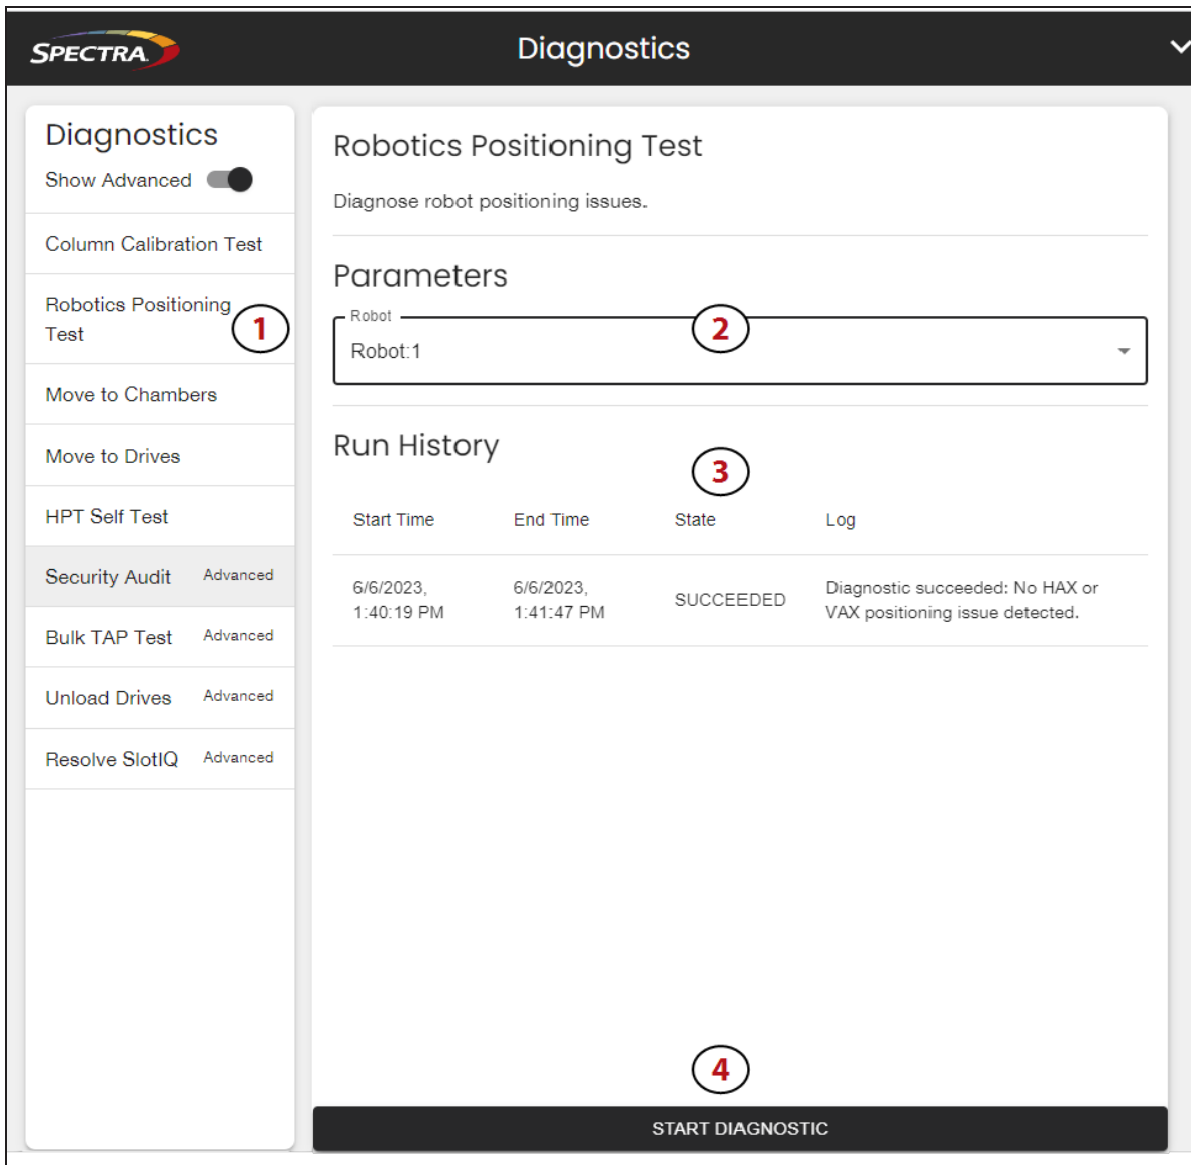 SPECTRA
Diagnostics
Diagnostics
Show Advanced
Column Calibration Test
Robotics Positioning
Test
1
Move to Chambers
Move to Drives
HPT Self Test
Security Audit Advanced
Bulk TAP Test Advanced
Unload Drives Advanced
Resolve SlotIQ Advanced
Robotics Positioning Test
Diagnose robot positioning issues.
Parameters
Robot
2
Robot:1
Run History
3
Start Time End Time State Log
6/6/2023, 6/6/2023, SUCCEEDED Diagnostic succeeded: No HAX or
1:40:19 PM 1:41:47 PM VAX positioning issue detected.
4
START DIAGNOSTIC